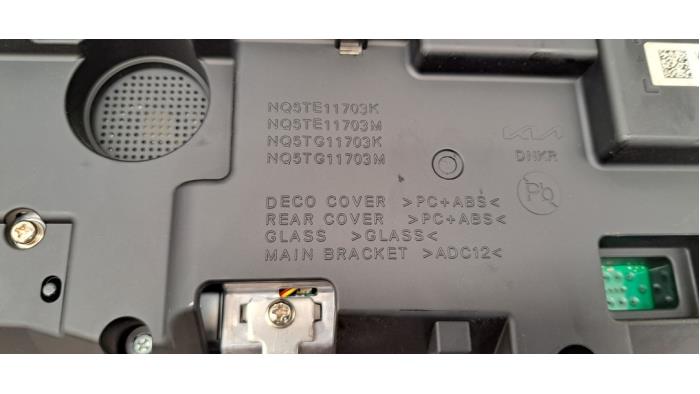 NQ5TE11703K
NQ5TE11703M
NQ5TG11703K
NQ5TG11703M
KIA
DNKR
Pb
DECO COVER >PC+ABS<
REAR COVER >PC+ABS<
GLASS >GLASS<
MAIN BRACKET >ADC12<